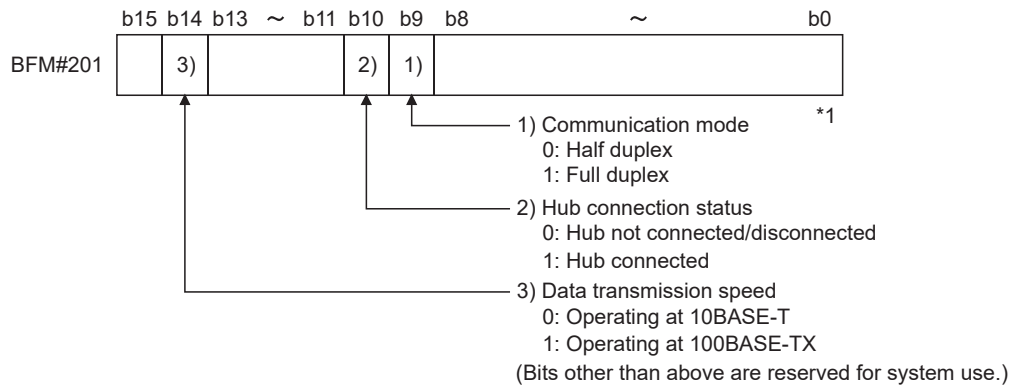 b15 b14 b13 ~ b11 b10 b9 b8 ~ b0
BFM#201 3) 2) 1)
*1
1) Communication mode
0: Half duplex
1: Full duplex
2) Hub connection status
0: Hub not connected/disconnected
1: Hub connected
3) Data transmission speed
0: Operating at 10BASE-T
1: Operating at 100BASE-TX
(Bits other than above are reserved for system use.)